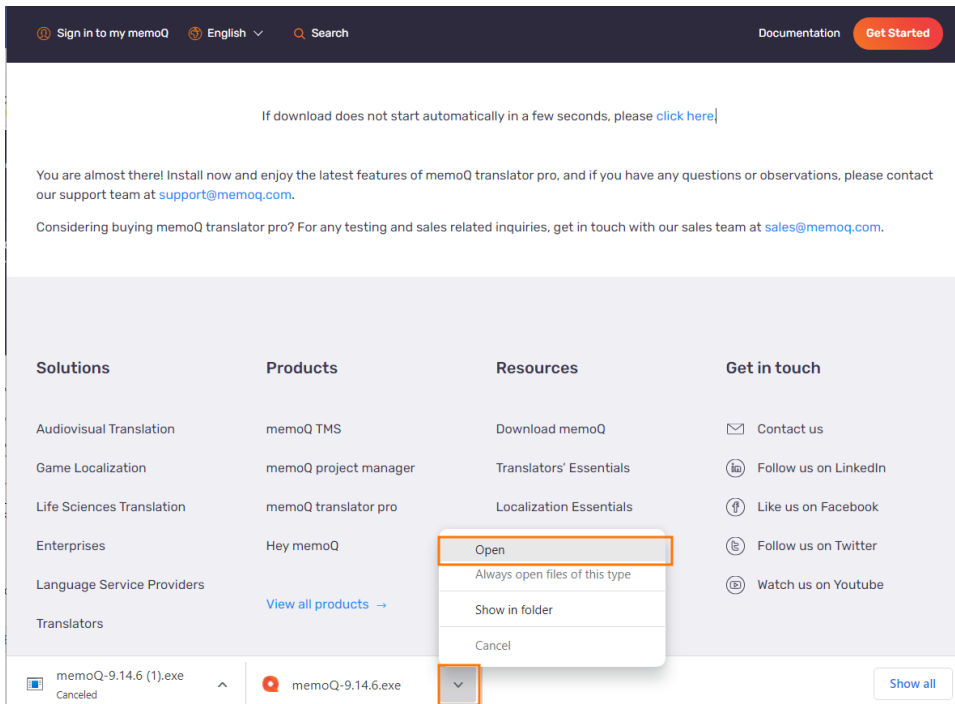 Sign in to my memoQ English Search Documentation Get Started
If download does not start automatically in a few seconds, please click here.
You are almost there! Install now and enjoy the latest features of memoQ translator pro, and if you have any questions or observations, please contact
our support team at support@memoq.com.
Considering buying memoQ translator pro? For any testing and sales related inquiries, get in touch with our sales team at sales@memoq.com.
Solutions
Audiovisual Translation
Game Localization
Life Sciences Translation
Enterprises
Language Service Providers
Translators
Products
memoQ TMS
memoQ project manager
memoQ translator pro
Hey memoQ
View all products →
Resources
Download memoQ
Translators' Essentials
Localization Essentials
Get in touch
Contact us
Follow us on LinkedIn
Like us on Facebook
Follow us on Twitter
Watch us on Youtube
Open
Always open files of this type
Show in folder
Cancel
memoQ-9.14.6 (1).exe
Canceled
memoQ-9.14.6.exe
Show all